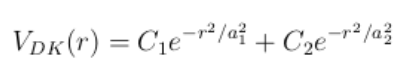 $V_{DK}(r) = C_1 e^{-r^2/a_1^2} + C_2 e^{-r^2/a_2^2}$